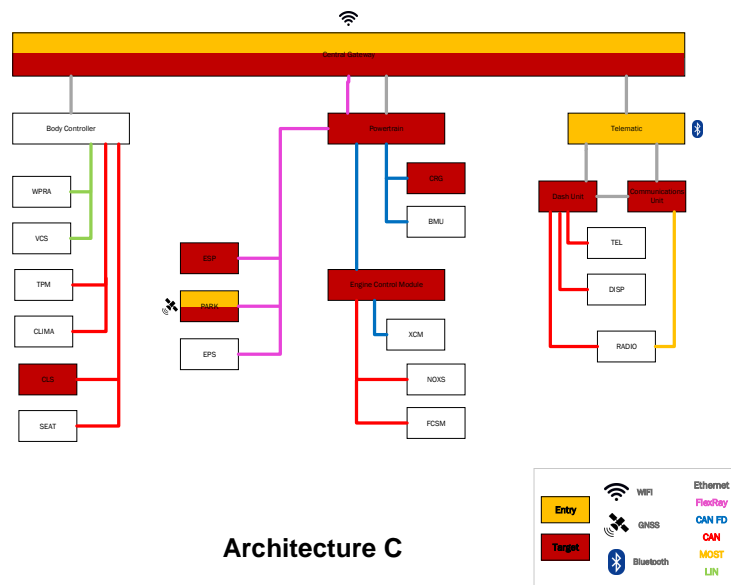 Central Gateway
Body Controller
Powertrain
Telematic
WPRA
CRG
Dash Unit
Communications
Unit
VCS
BMU
TEL
ESP
TPM
Engine Control Module
DISP
PARK
CLIMA
XCM
RADIO
EPS
OLS
NOXS
SEAT
FCSM
Entry
Target
WIFI
GNSS
Bluetooth
Ethernet
FlexRay
CAN FD
CAN
MOST
LIN
Architecture C